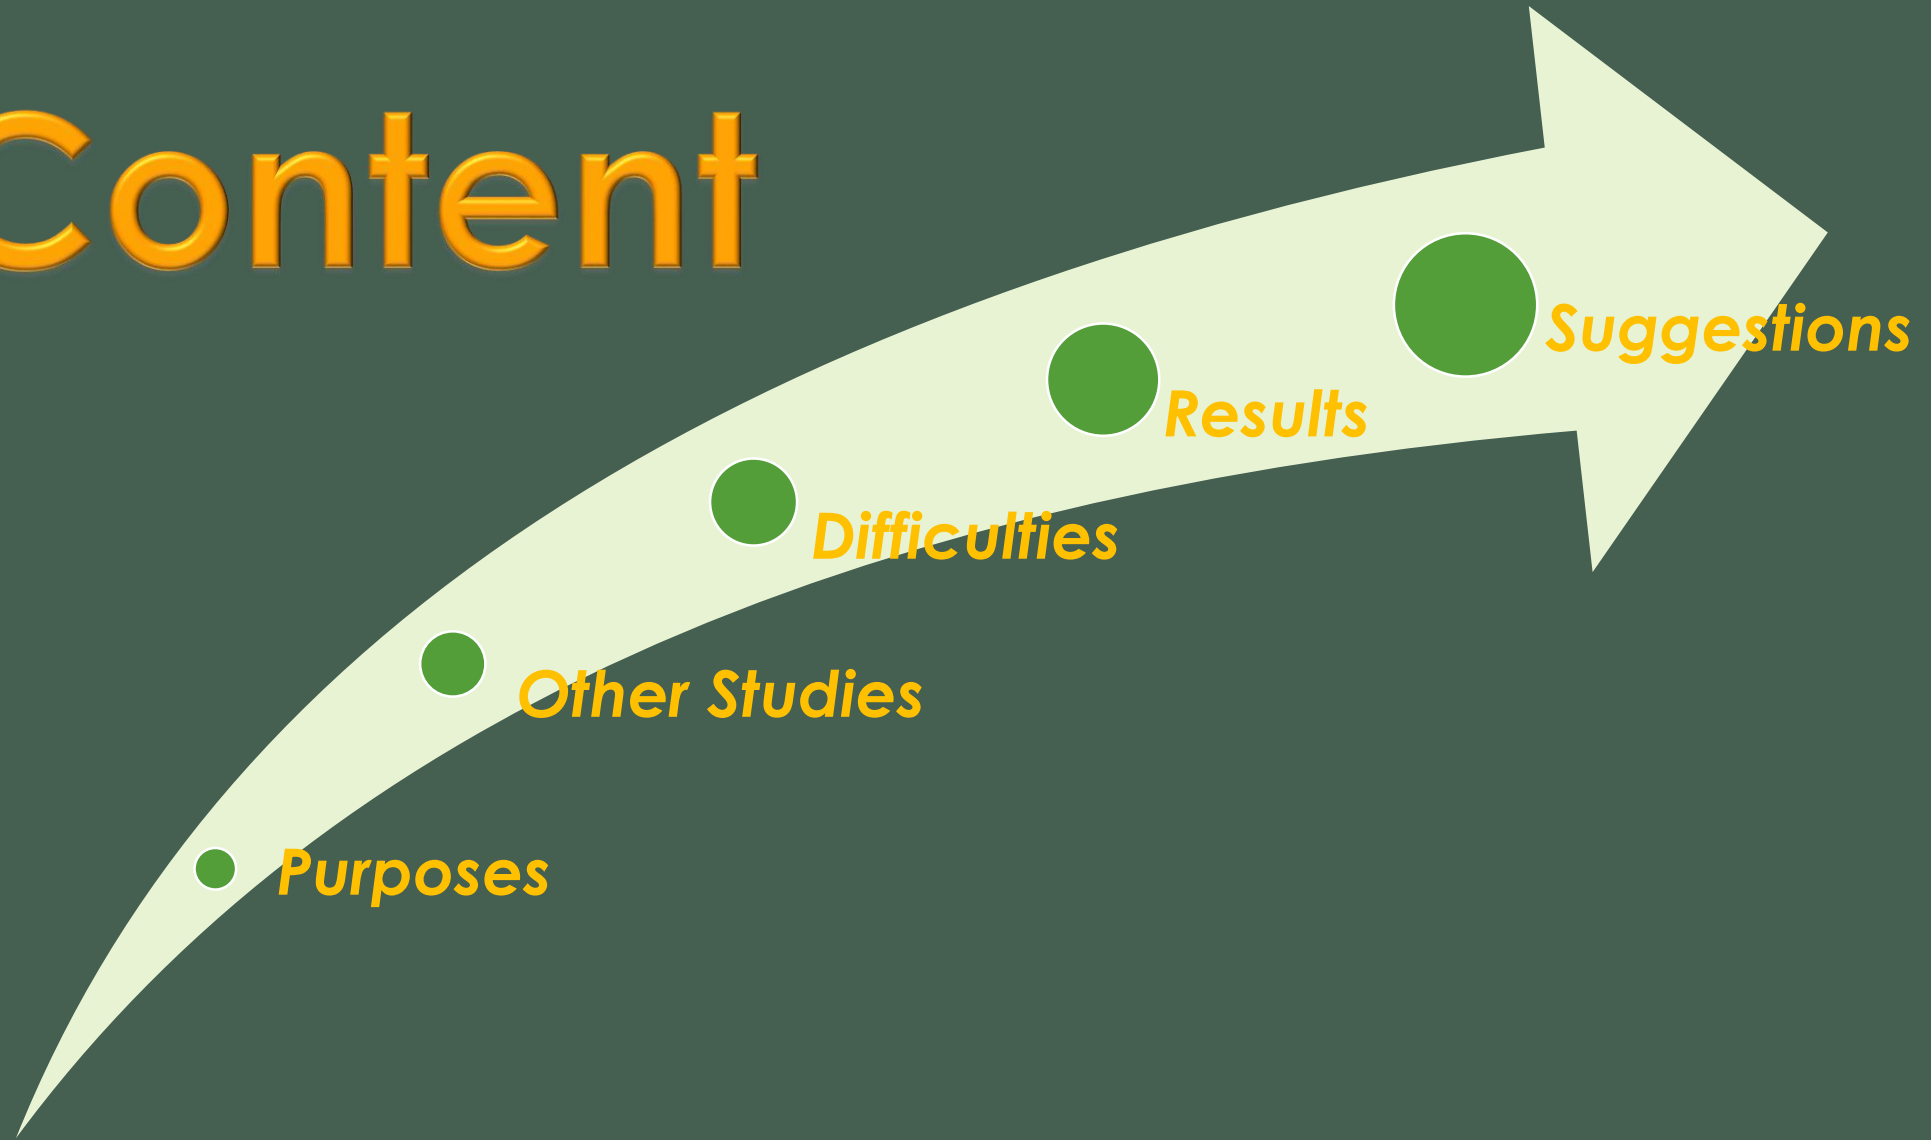 Content
Suggestions
Results
Difficulties
Other Studies
Purposes